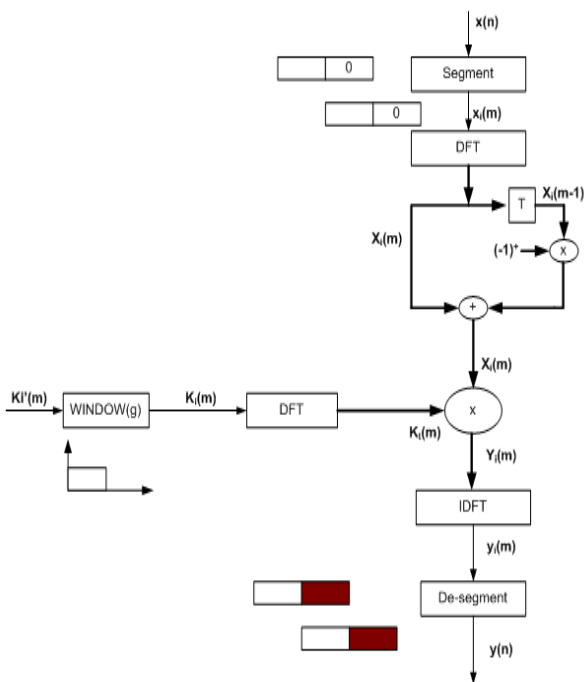 x(n)
0
Segment
0
xᵢ(m)
DFT
T
Xᵢ(m-1)
Xᵢ(m)
(-1)⁺
x
+
Xᵢ(m)
Ki'(m)
WINDOW(g)
Kᵢ(m)
DFT
x
Kᵢ(m)
Yᵢ(m)
IDFT
yᵢ(m)
De-segment
y(n)